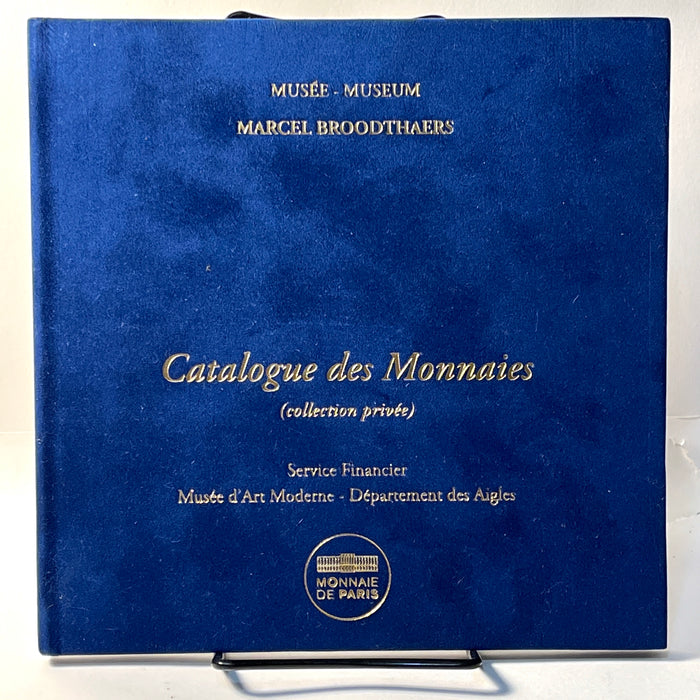 MUSÉE - MUSEUM
MARCEL BROODTHAERS
Catalogue des Monnaies
(collection privée)
Service Financier
Musée d'Art Moderne - Département des Aigles
MONNAIE
DE PARIS